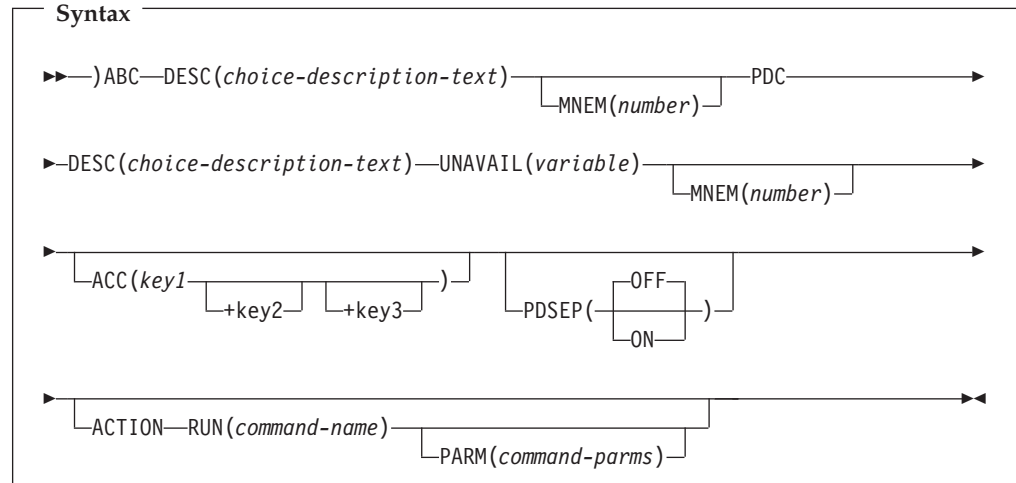 Syntax
)ABC DESC(choice-description-text) PDC
MNEM(number)
DESC(choice-description-text) UNAVAIL(variable)
MNEM(number)
ACC(key1 )
+key2 +key3
OFF
PDSEP( )
ON
ACTION RUN(command-name)
PARM(command-parms)